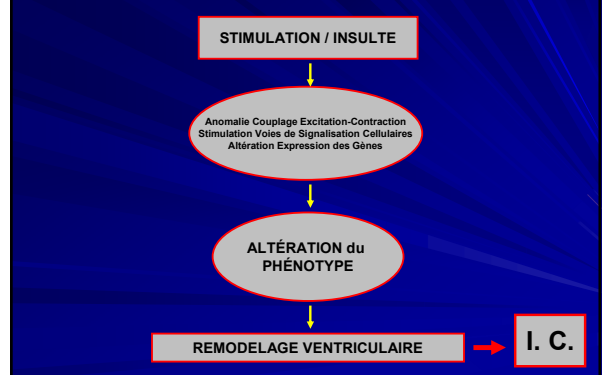 STIMULATION / INSULTE
Anomalie Couplage Excitation-Contraction
Stimulation Voies de Signalisation Cellulaires
Altération Expression des Gènes
ALTÉRATION du
PHÉNOTYPE
REMODELAGE VENTRICULAIRE
I. C.